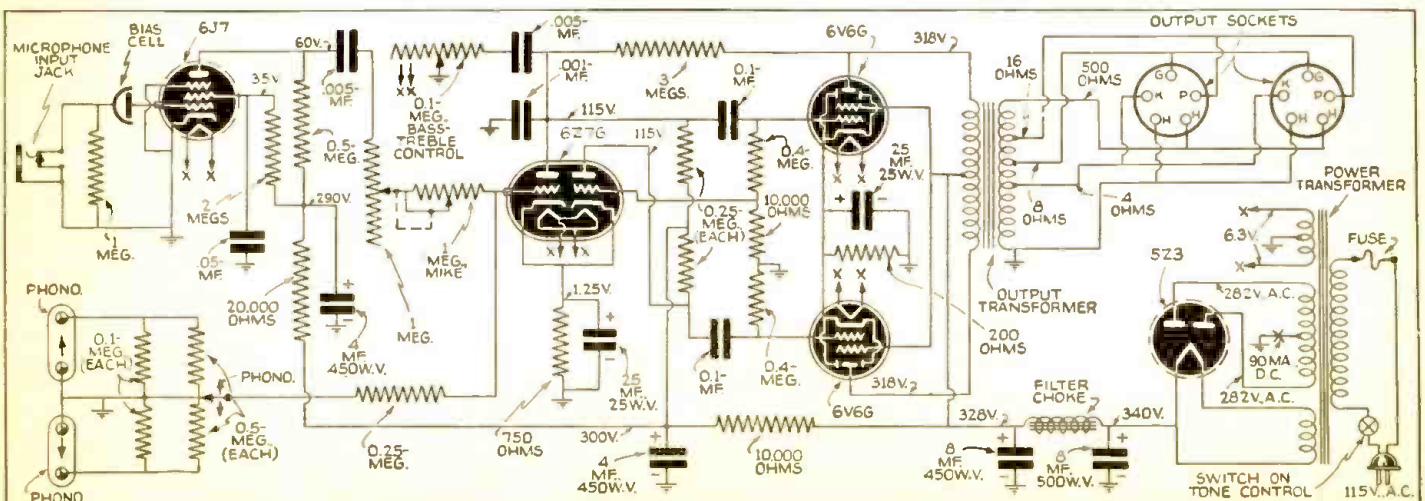 MICROPHONE
INPUT
JACK
BIAS
CELL
6J7
60V.
.005-
MF.
35V.
0.5-
MEG.
2
MEGS.
290V.
1
MEG.
.05-
MF.
20,000
OHMS
4
MF.
450W.V.
1
MEG.
0.1-
MEG.
BASS-
TREBLE
CONTROL
.005-
MF.
.001-
MF.
3
MEGS.
115V.
6Z7G
115V.
0.1-
MF.
1
MEG.,
MIKE
X X
X X
X X
1.25V.
750
OHMS
25
MF.
25W.V.
0.25-
MEG.
(EACH)
0.4-
MEG.
10,000
OHMS
0.4-
MEG.
0.1-
MF.
6V6G
318V.
X X
25
MF.
25W.V.
X X
200
OHMS
318V.
6V6G
OUTPUT
TRANSFORMER
16
OHMS
500
OHMS
8
OHMS
4
OHMS
OUTPUT SOCKETS
G
K
P
H
H
G
K
P
H
H
POWER
TRANSFORMER
X
6.3V.
X
FUSE
5Z3
282V. A.C.
X
90 MA.
D.C.
282V. A.C.
SWITCH ON
TONE CONTROL
115V. A.C.
PHONO.
0.1-
MEG.
(EACH)
PHONO.
0.5-
MEG.
(EACH)
PHONO.
0.25-
MEG.
300V.
4
MF.
450W.V.
10,000
OHMS
328V.
FILTER
CHOKE
340V.
8
MF.
450W.V.
8
MF.
500W.V.